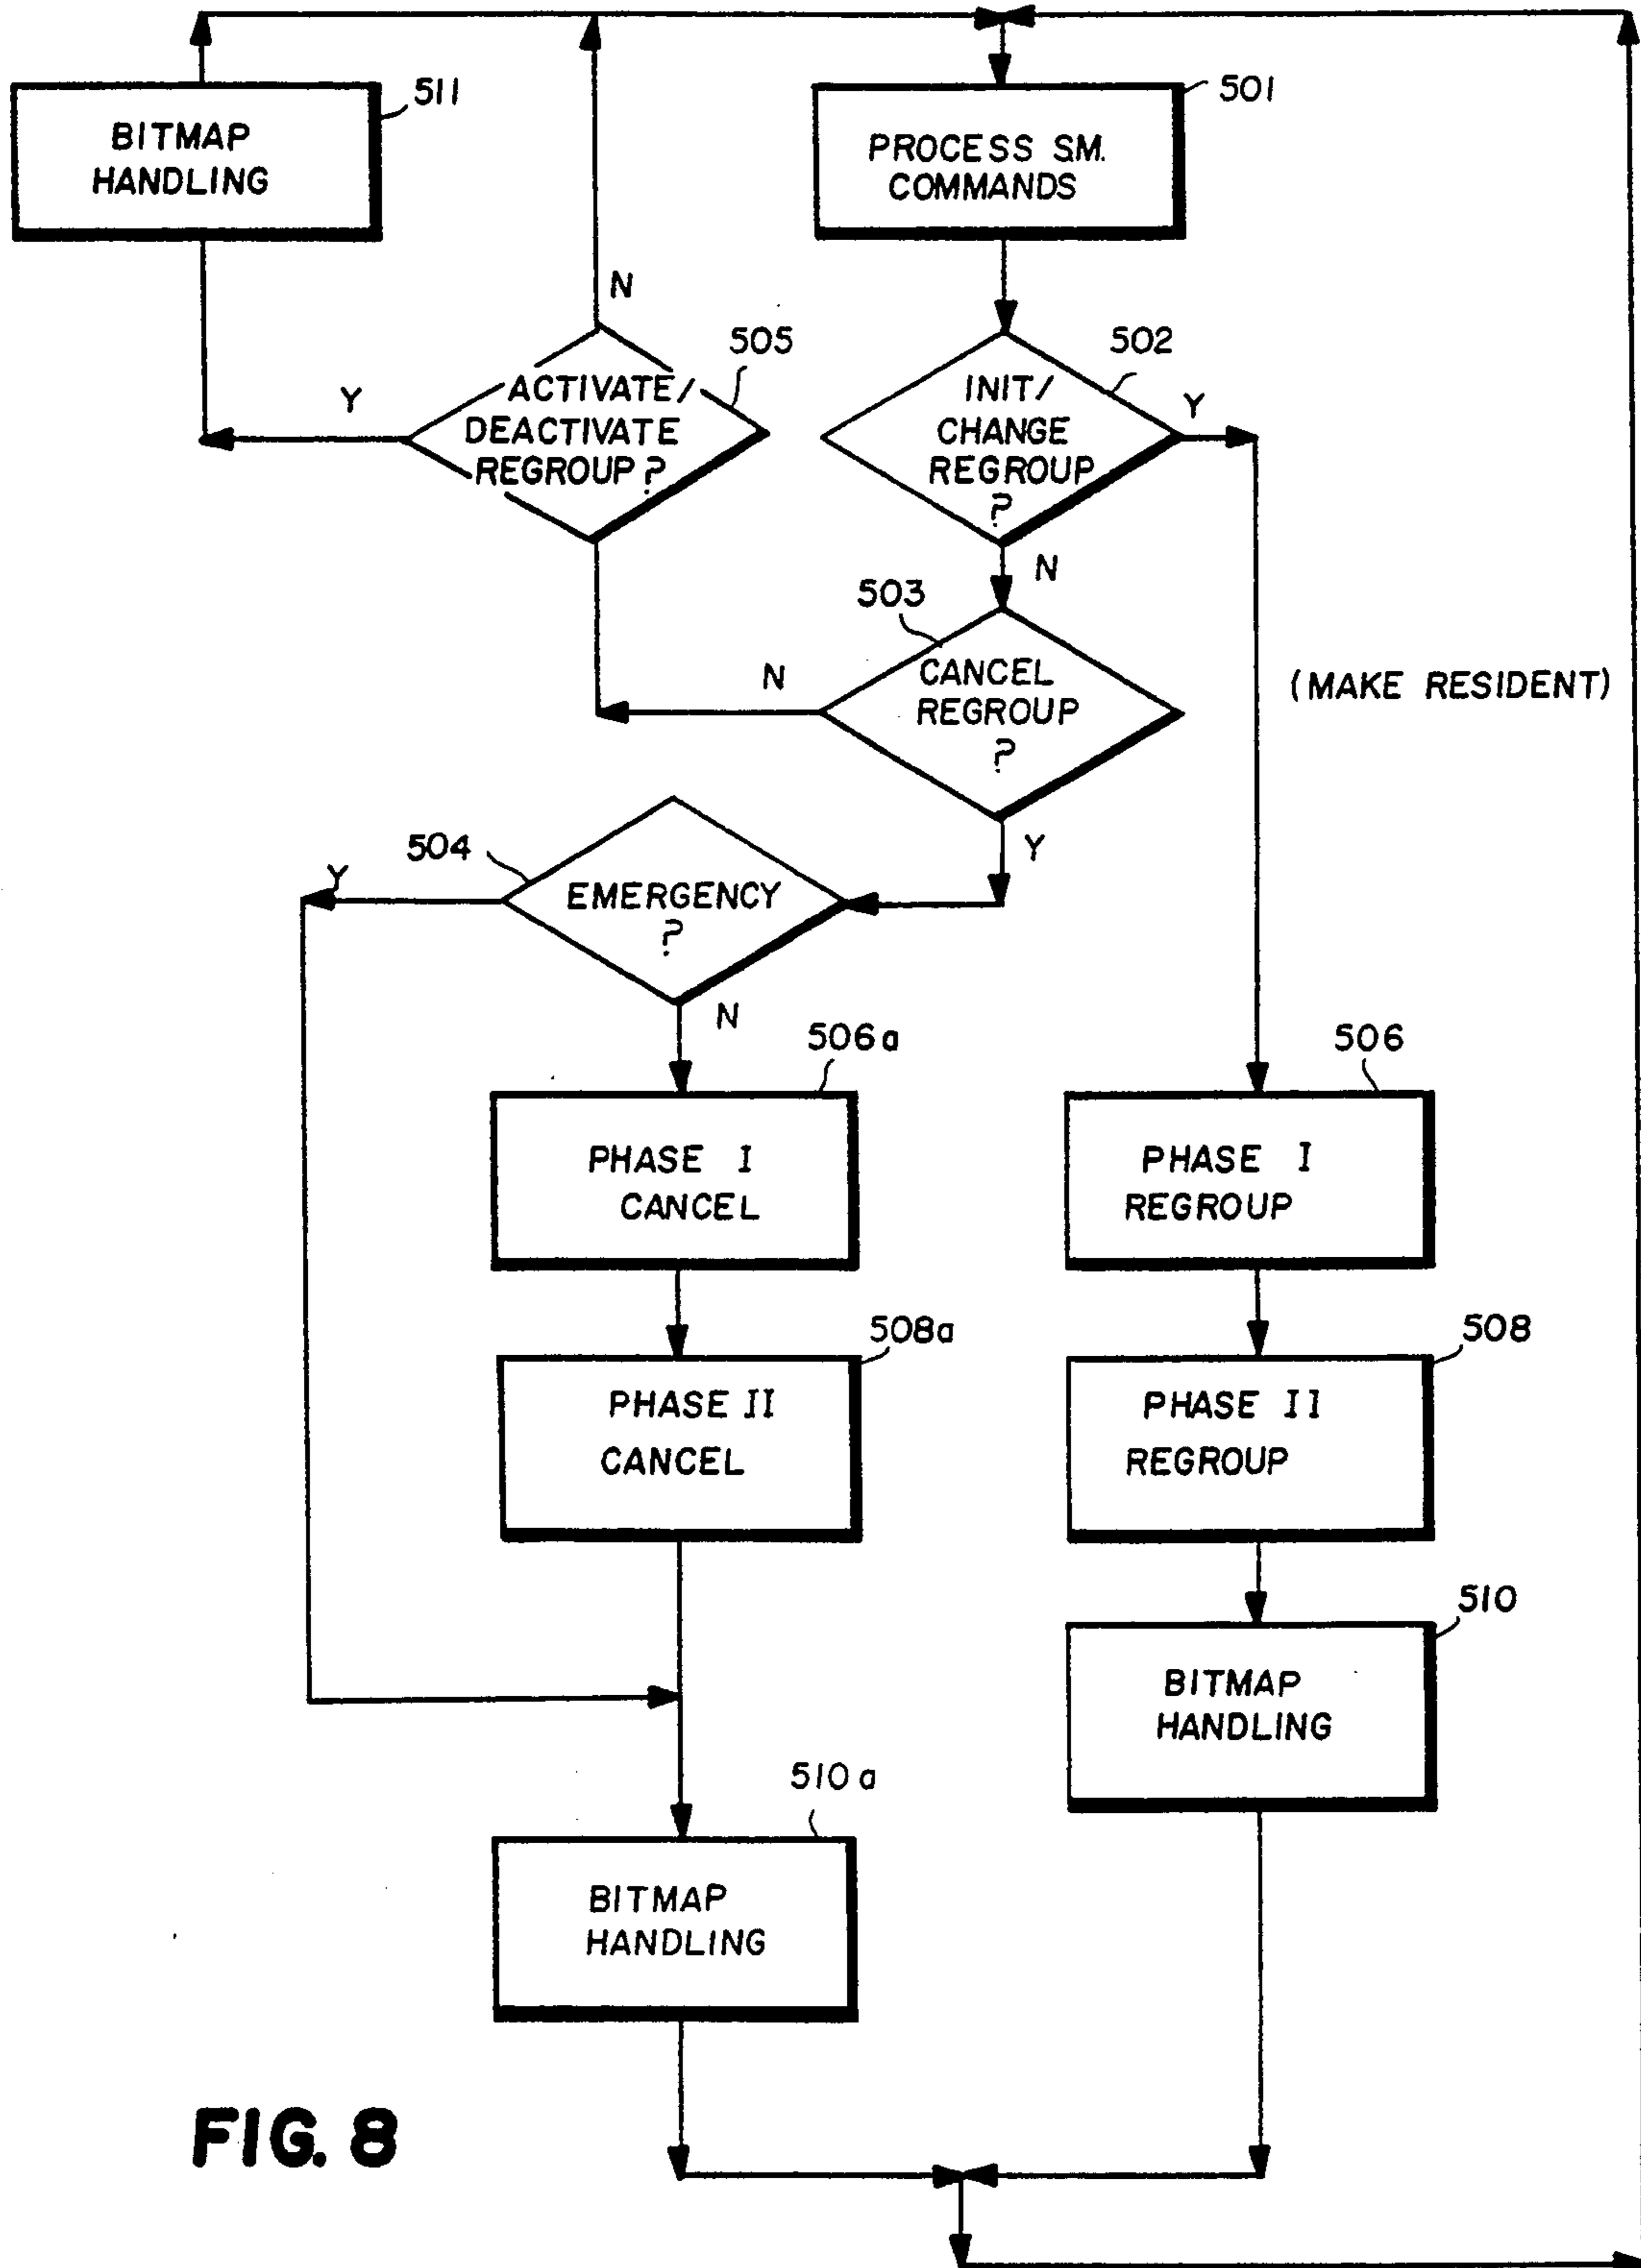 511
BITMAP
HANDLING
501
PROCESS S.M.
COMMANDS
N
505
ACTIVATE/
DEACTIVATE
REGROUP?
Y
502
INIT/
CHANGE
REGROUP
?
Y
N
503
CANCEL
REGROUP
?
N
(MAKE RESIDENT)
Y
504
EMERGENCY
?
Y
N
506a
PHASE I
CANCEL
506
PHASE I
REGROUP
508a
PHASE II
CANCEL
508
PHASE II
REGROUP
510
BITMAP
HANDLING
510a
BITMAP
HANDLING
FIG. 8